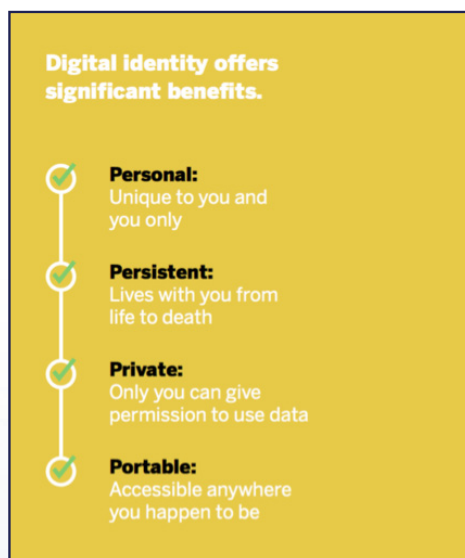 Digital identity offers
significant benefits.
Personal:
Unique to you and
you only
Persistent:
Lives with you from
life to death
Private:
Only you can give
permission to use data
Portable:
Accessible anywhere
you happen to be